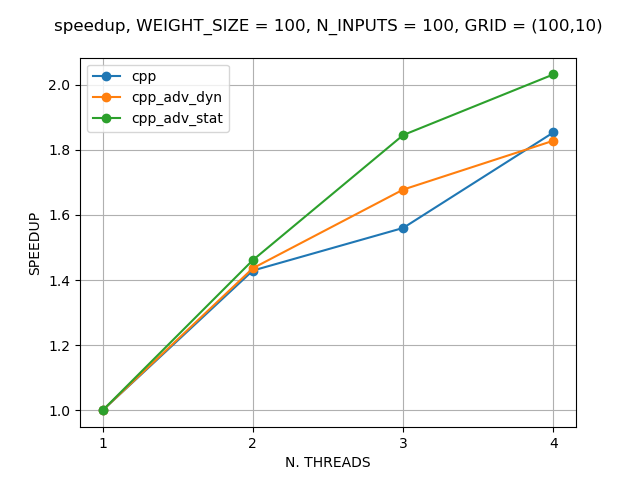 speedup, WEIGHT_SIZE = 100, N_INPUTS = 100, GRID = (100,10)
cpp
cpp_adv_dyn
cpp_adv_stat
SPEEDUP
2.0
1.8
1.6
1.4
1.2
1.0
1 2 3 4
N. THREADS